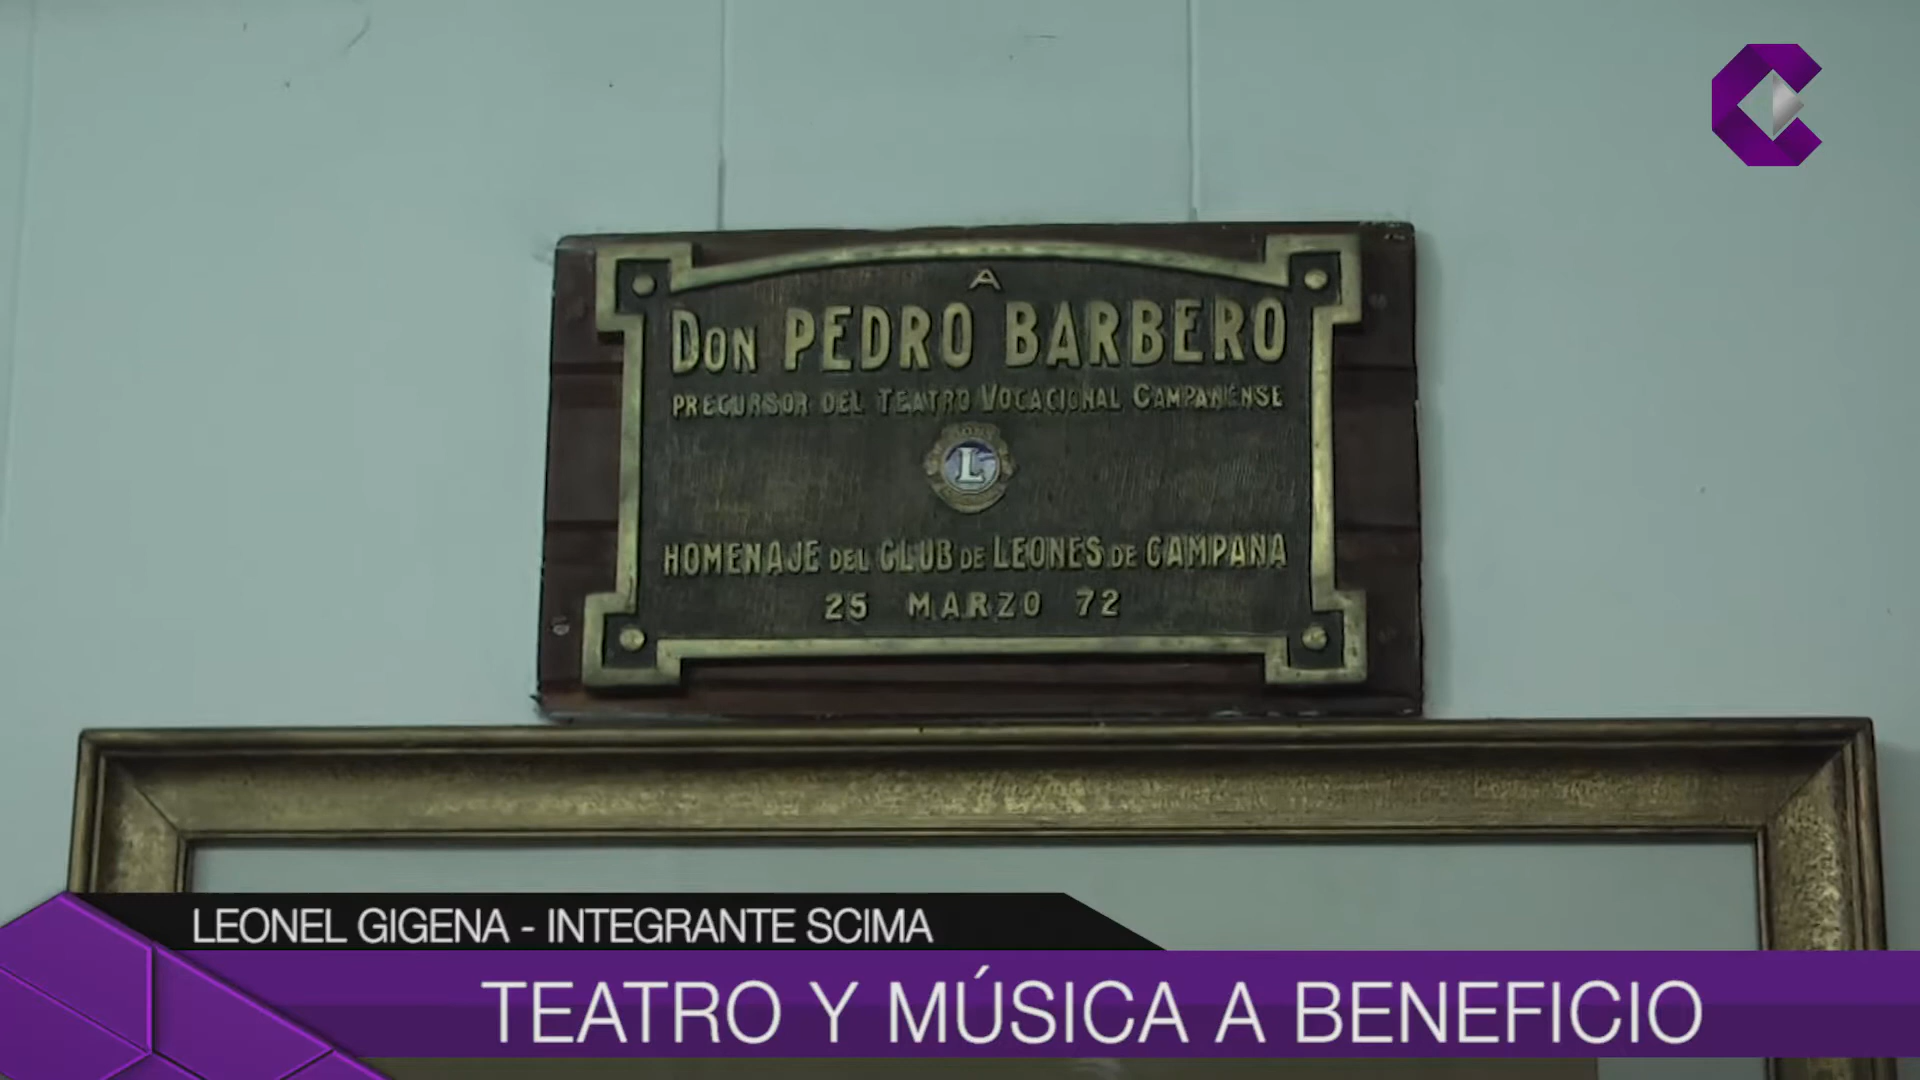 A
DON PEDRO BARBERO
PRECURSOR DEL TEATRO VOCACIONAL CAMPANENSE
L
HOMENAJE DEL CLUB DE LEONES DE CAMPANA
25 MARZO 72
LEONEL GIGENA - INTEGRANTE SCIMA
TEATRO Y MÚSICA A BENEFICIO